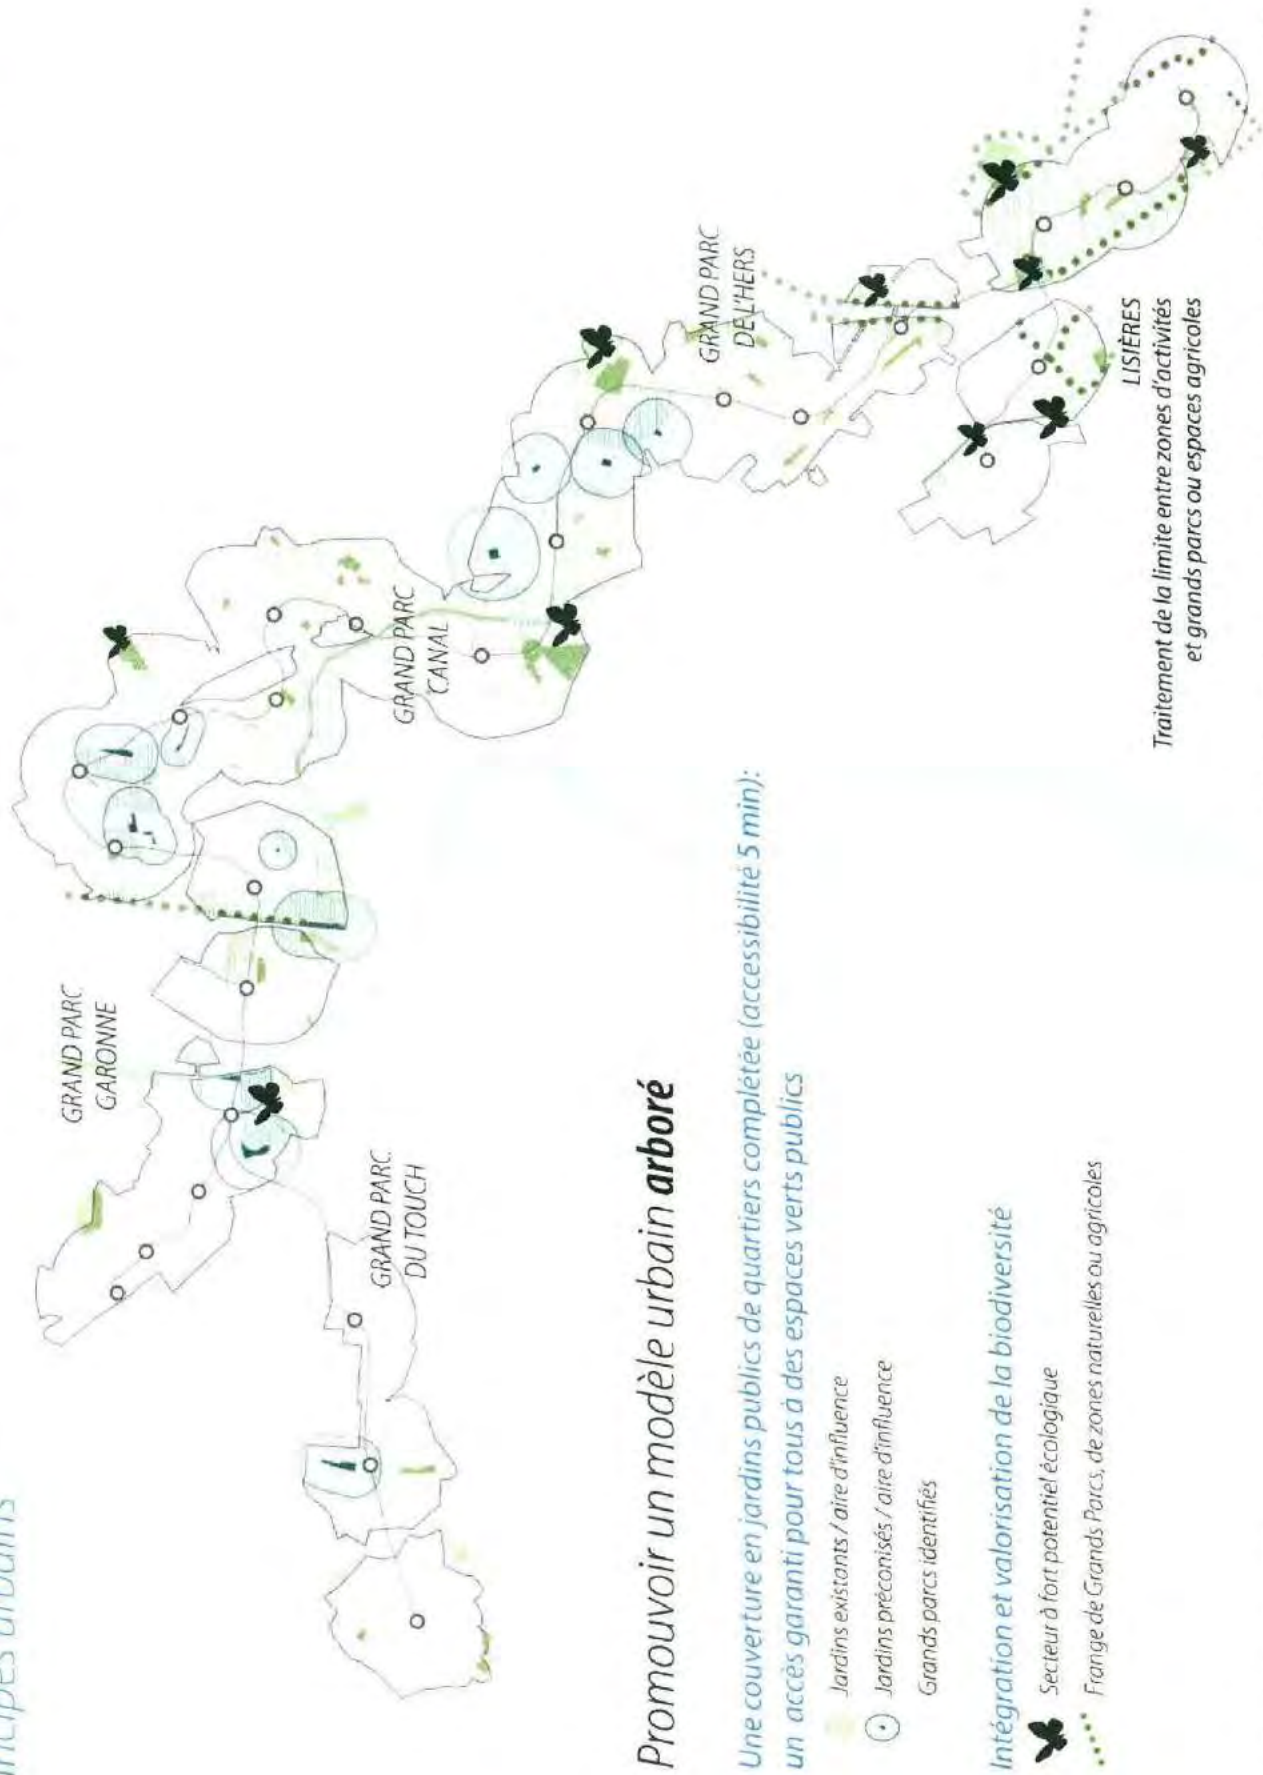 urbains
GRAND PARC
GARONNE
GRAND PARC
DU TOUCH
GRAND PARC
CANAL
GRAND PARC
DE L'HERS
LISIÈRES
Traitement de la limite entre zones d'activités
et grands parcs ou espaces agricoles
Promouvoir un modèle urbain arboré
Une couverture en jardins publics de quartiers complétée (accessibilité 5 min):
un accès garanti pour tous à des espaces verts publics
Jardins existants / aire d'influence
Jardins préconisés / aire d'influence
Grands parcs identifiés
Intégration et valorisation de la biodiversité
Secteur à fort potentiel écologique
Frange de Grands Parcs, de zones naturelles ou agricoles